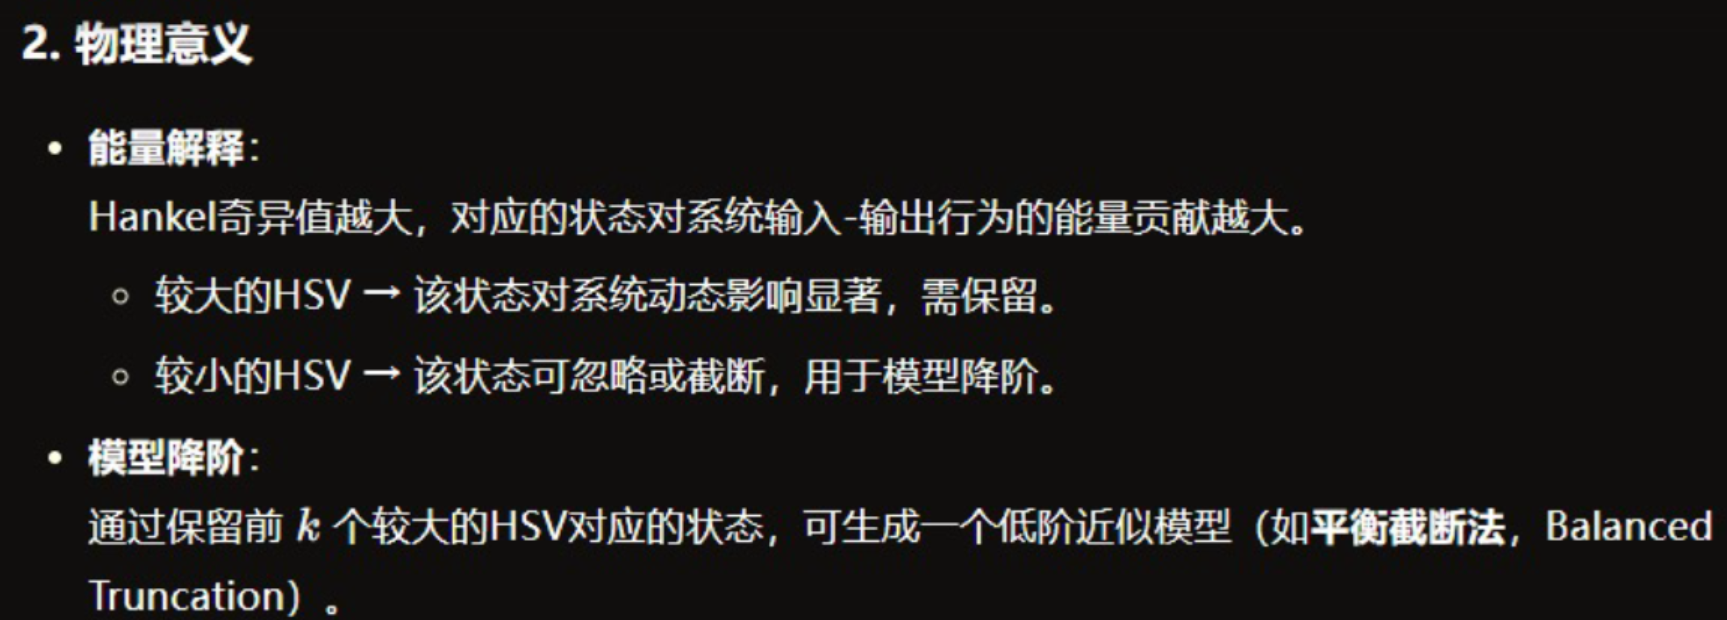 2. 物理意义
• 能量解释：
Hankel奇异值越大，对应的状态对系统输入-输出行为的能量贡献越大。
○ 较大的HSV → 该状态对系统动态影响显著，需保留。
○ 较小的HSV → 该状态可忽略或截断，用于模型降阶。
• 模型降阶：
通过保留前 k 个较大的HSV对应的状态，可生成一个低阶近似模型（如平衡截断法，Balanced
Truncation）。